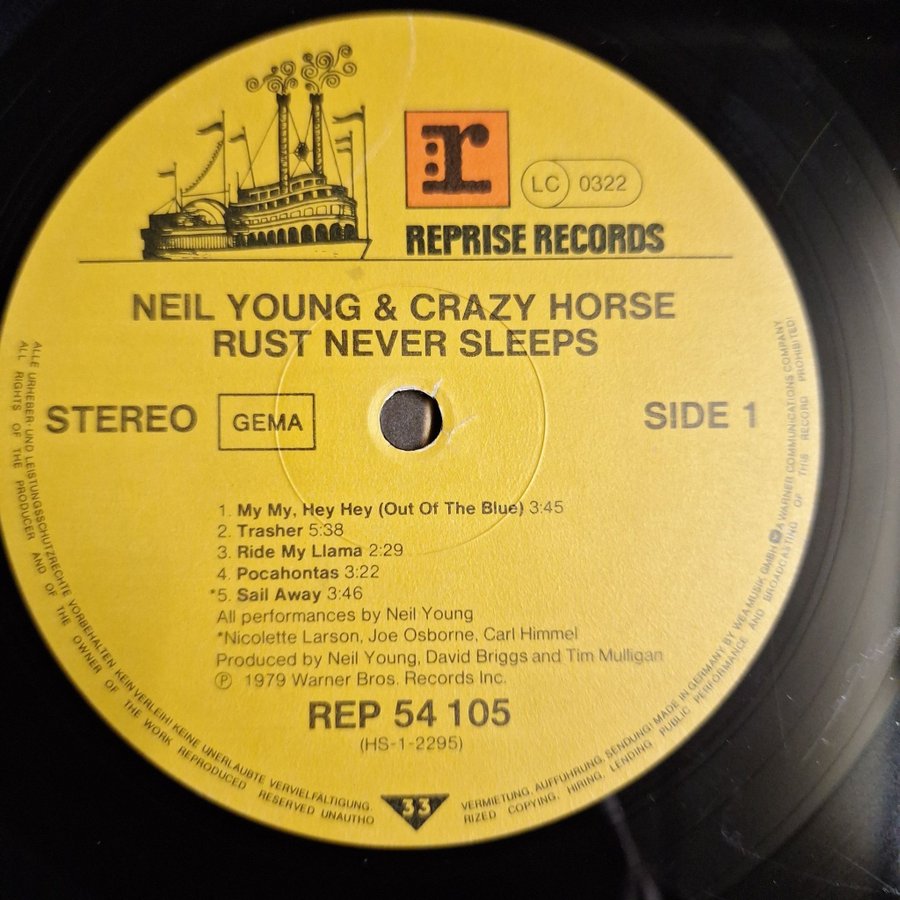 r
LC 0322
REPRISE RECORDS
NEIL YOUNG & CRAZY HORSE
RUST NEVER SLEEPS
STEREO
GEMA
SIDE 1
1. My My, Hey Hey (Out Of The Blue) 3:45
2. Trasher 5:38
3. Ride My Llama 2:29
4. Pocahontas 3:22
*5. Sail Away 3:46
All performances by Neil Young
*Nicolette Larson, Joe Osborne, Carl Himmel
Produced by Neil Young, David Briggs and Tim Mulligan
Ⓟ 1979 Warner Bros. Records Inc.
REP 54 105
(HS-1-2295)
33
ALLE URHEBER- UND LEISTUNGSSCHUTZRECHTE VORBEHALTEN KEIN VERLEIH! KEINE UNERLAUBTE VERVIELFÄLTIGUNG,
VERMIETUNG, AUFFÜHRUNG, SENDUNG! MADE IN GERMANY BY WEA MUSIK GMBH A WARNER COMMUNICATIONS COMPANY
ALL RIGHTS OF THE PRODUCER AND OF THE OWNER OF THE WORK REPRODUCED RESERVED UNAUTHO
RIZED COPYING, HIRING, LENDING PUBLIC PERFORMANCE AND BROADCASTING OF THIS RECORD PROHIBITED!